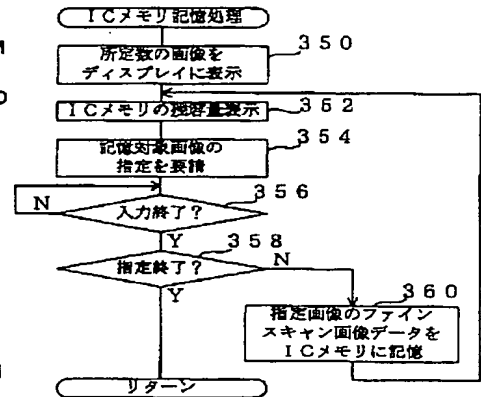 ICメモリ記憶処理
350
所定数の画像を
ディスプレイに表示
352
ICメモリの残容量表示
354
記憶対象画像の
指定を要請
356
N
入力終了?
Y
358
指定終了?
N
Y
360
指定画像のファイン
スキャン画像データを
ICメモリに記憶
リターン